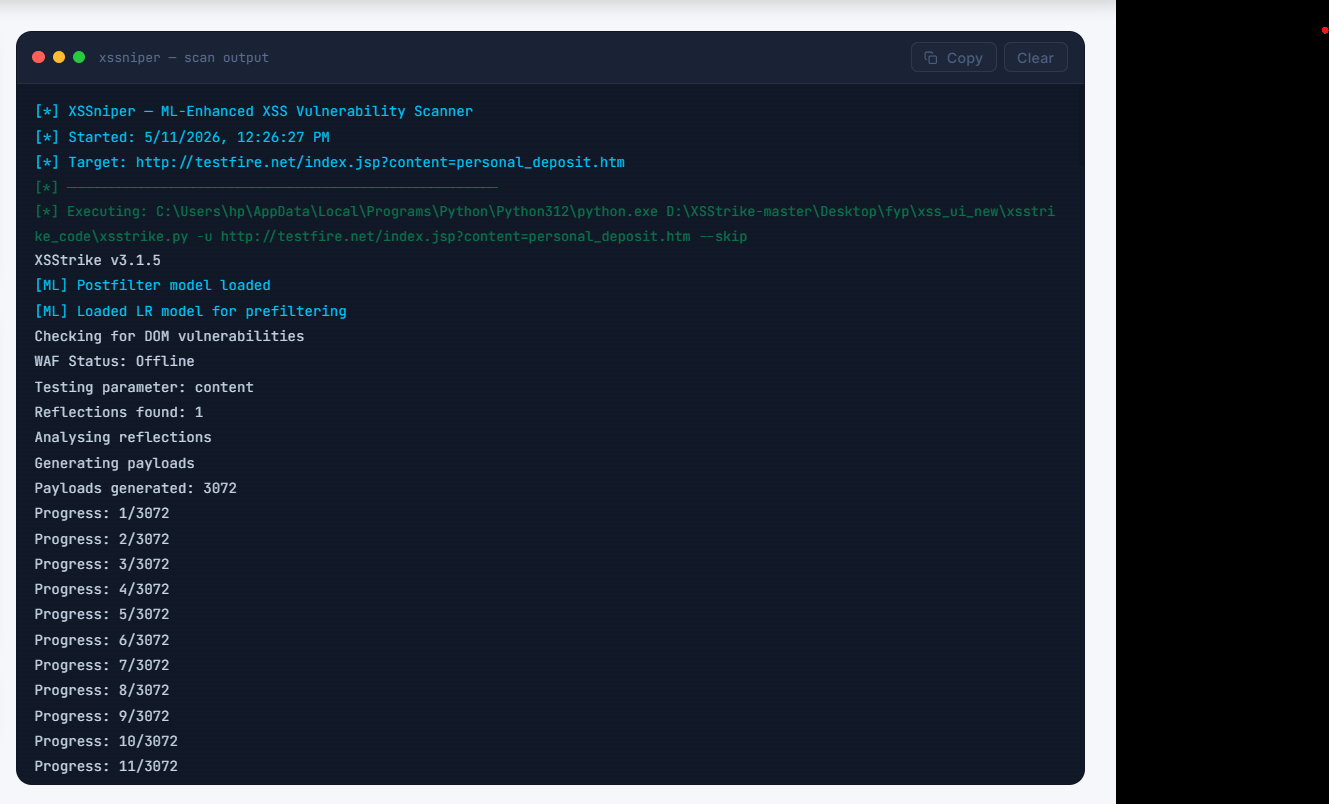 xssniper — scan output
Copy
Clear
[*] XSSniper — ML-Enhanced XSS Vulnerability Scanner
[*] Started: 5/11/2026, 12:26:27 PM
[*] Target: http://testfire.net/index.jsp?content=personal_deposit.htm
[*] ───────────────────────────────────────────────────
[*] Executing: C:\Users\hp\AppData\Local\Programs\Python\Python312\python.exe D:\XSStrike-master\Desktop\fyp\xss_ui_new\xsstri
ke_code\xsstrike.py -u http://testfire.net/index.jsp?content=personal_deposit.htm --skip
XSStrike v3.1.5
[ML] Postfilter model loaded
[ML] Loaded LR model for prefiltering
Checking for DOM vulnerabilities
WAF Status: Offline
Testing parameter: content
Reflections found: 1
Analysing reflections
Generating payloads
Payloads generated: 3072
Progress: 1/3072
Progress: 2/3072
Progress: 3/3072
Progress: 4/3072
Progress: 5/3072
Progress: 6/3072
Progress: 7/3072
Progress: 8/3072
Progress: 9/3072
Progress: 10/3072
Progress: 11/3072